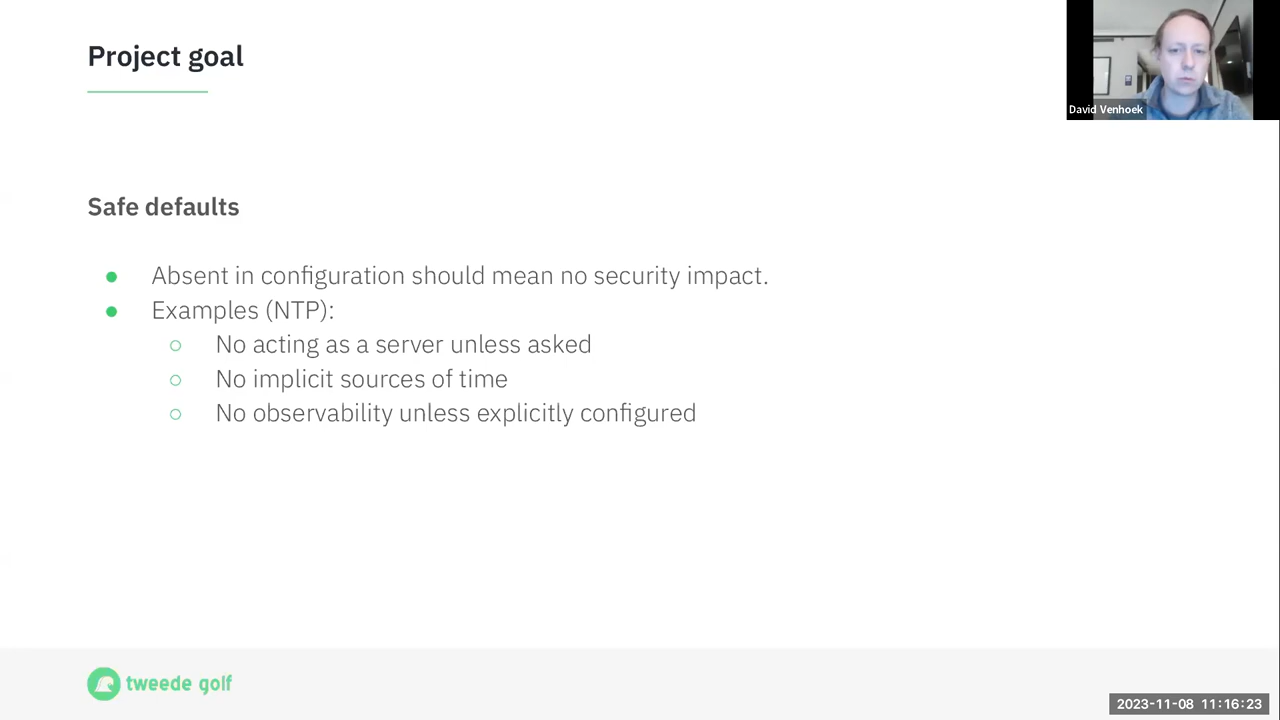 Project goal
David Venhoek
Safe defaults
● Absent in configuration should mean no security impact.
● Examples (NTP):
○ No acting as a server unless asked
○ No implicit sources of time
○ No observability unless explicitly configured
tweede golf
2023-11-08 11:16:23